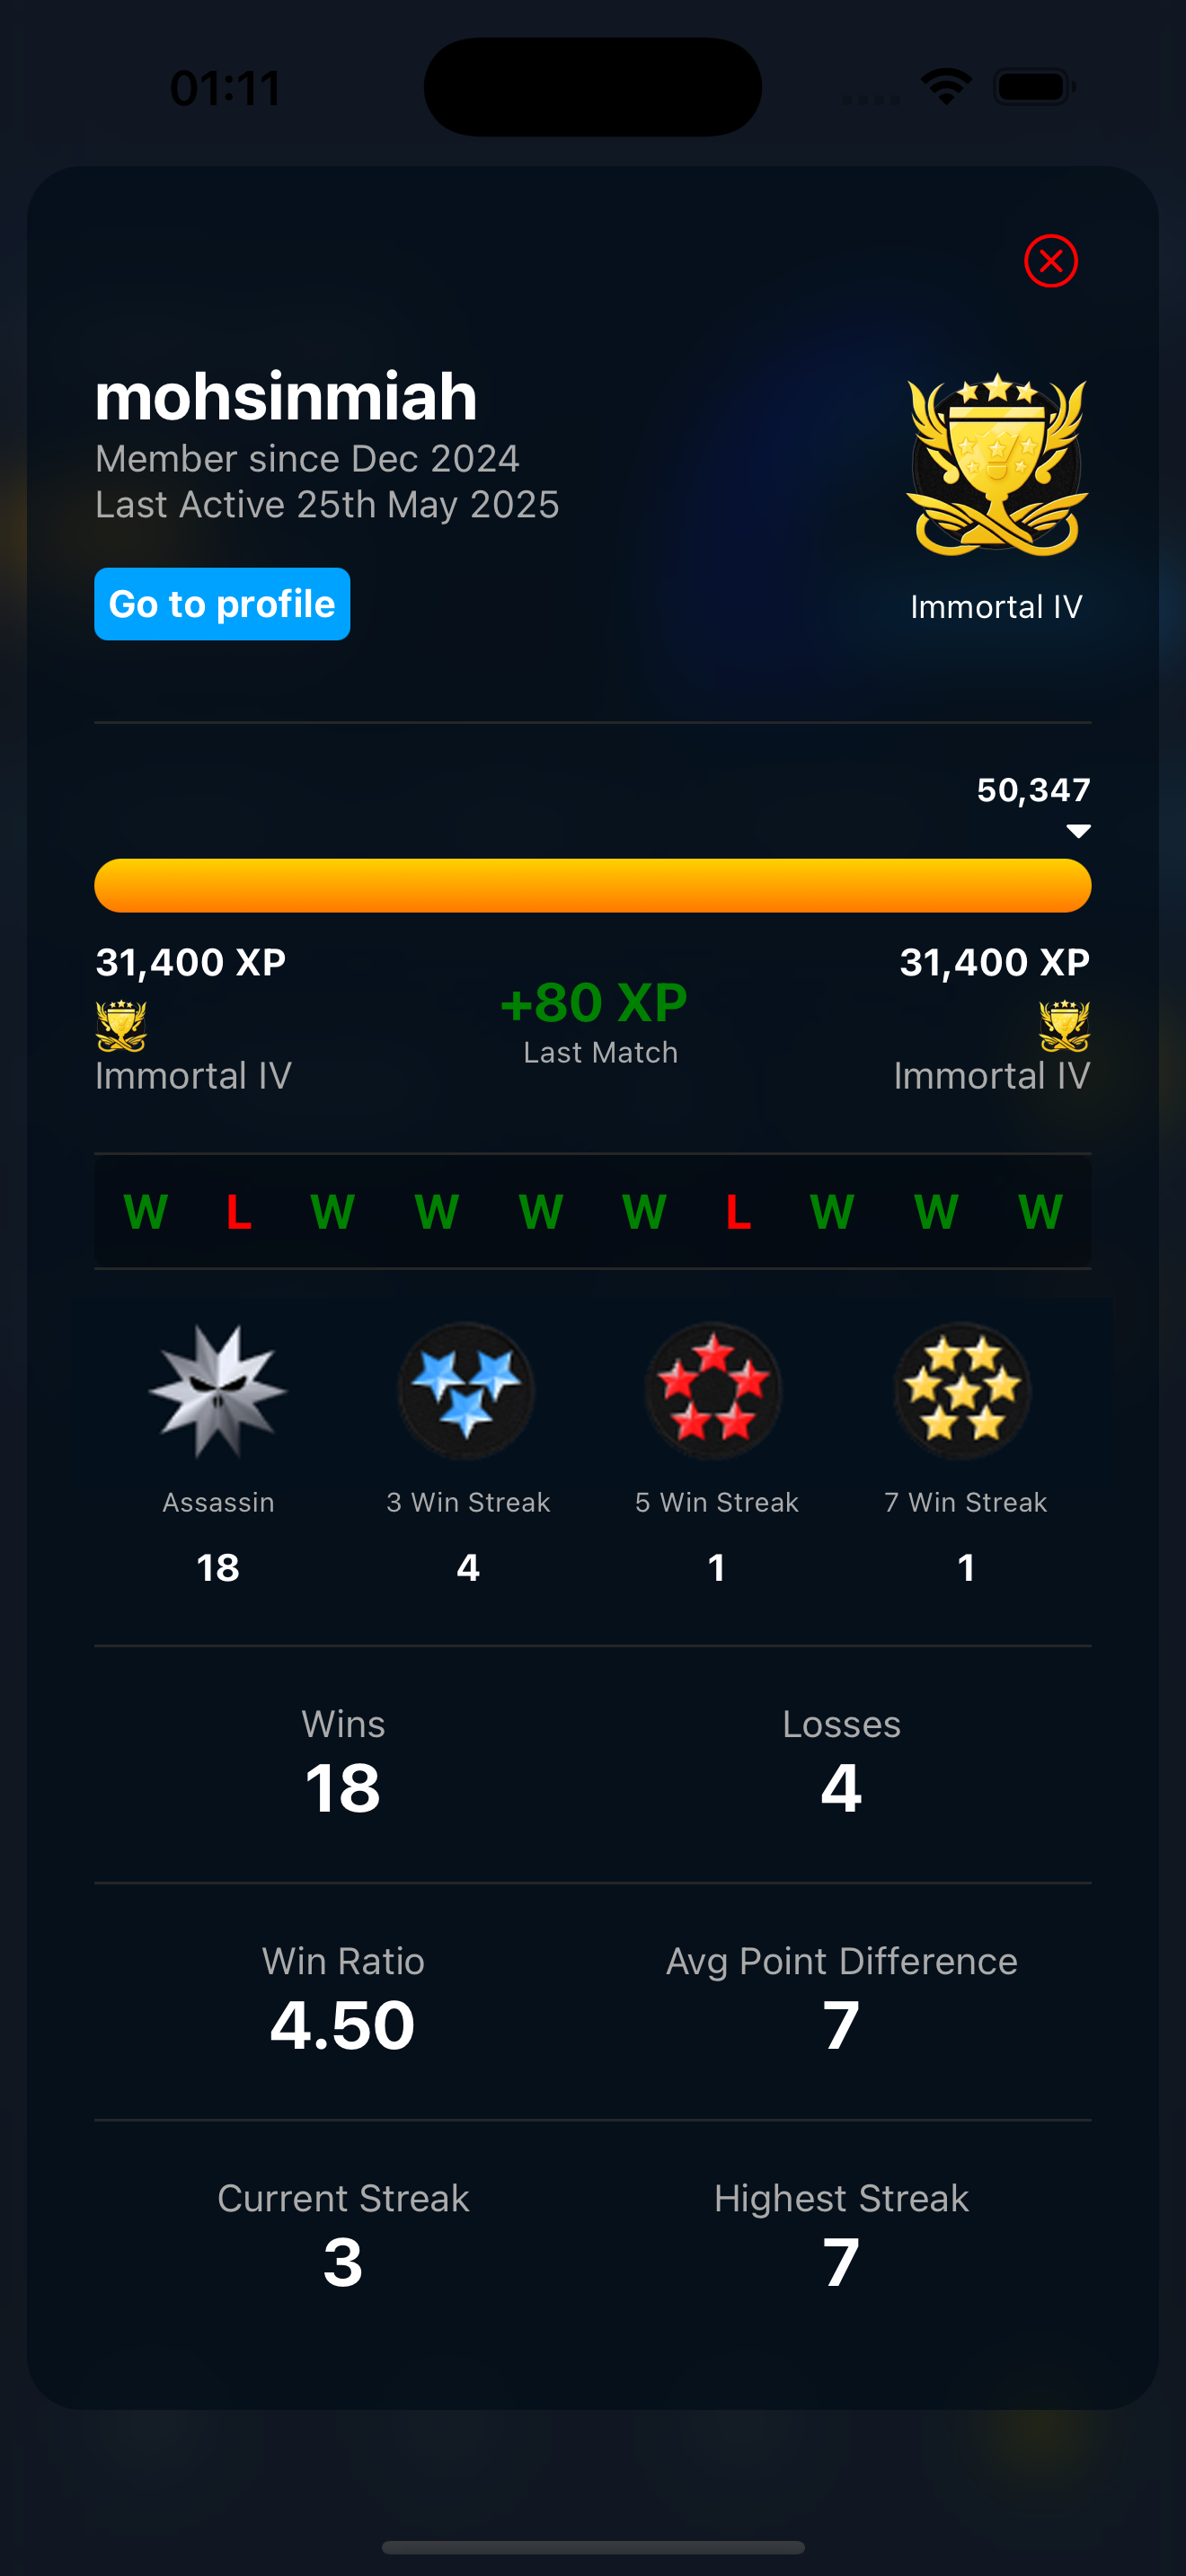 01:11
mohsinmiah
Member since Dec 2024
Last Active 25th May 2025
Go to profile
Immortal IV
50,347
31,400 XP
31,400 XP
+80 XP
Last Match
Immortal IV
Immortal IV
W L W W W W L W W W
Assassin 3 Win Streak 5 Win Streak 7 Win Streak
18 4 1 1
Wins Losses
18 4
Win Ratio Avg Point Difference
4.50 7
Current Streak Highest Streak
3 7